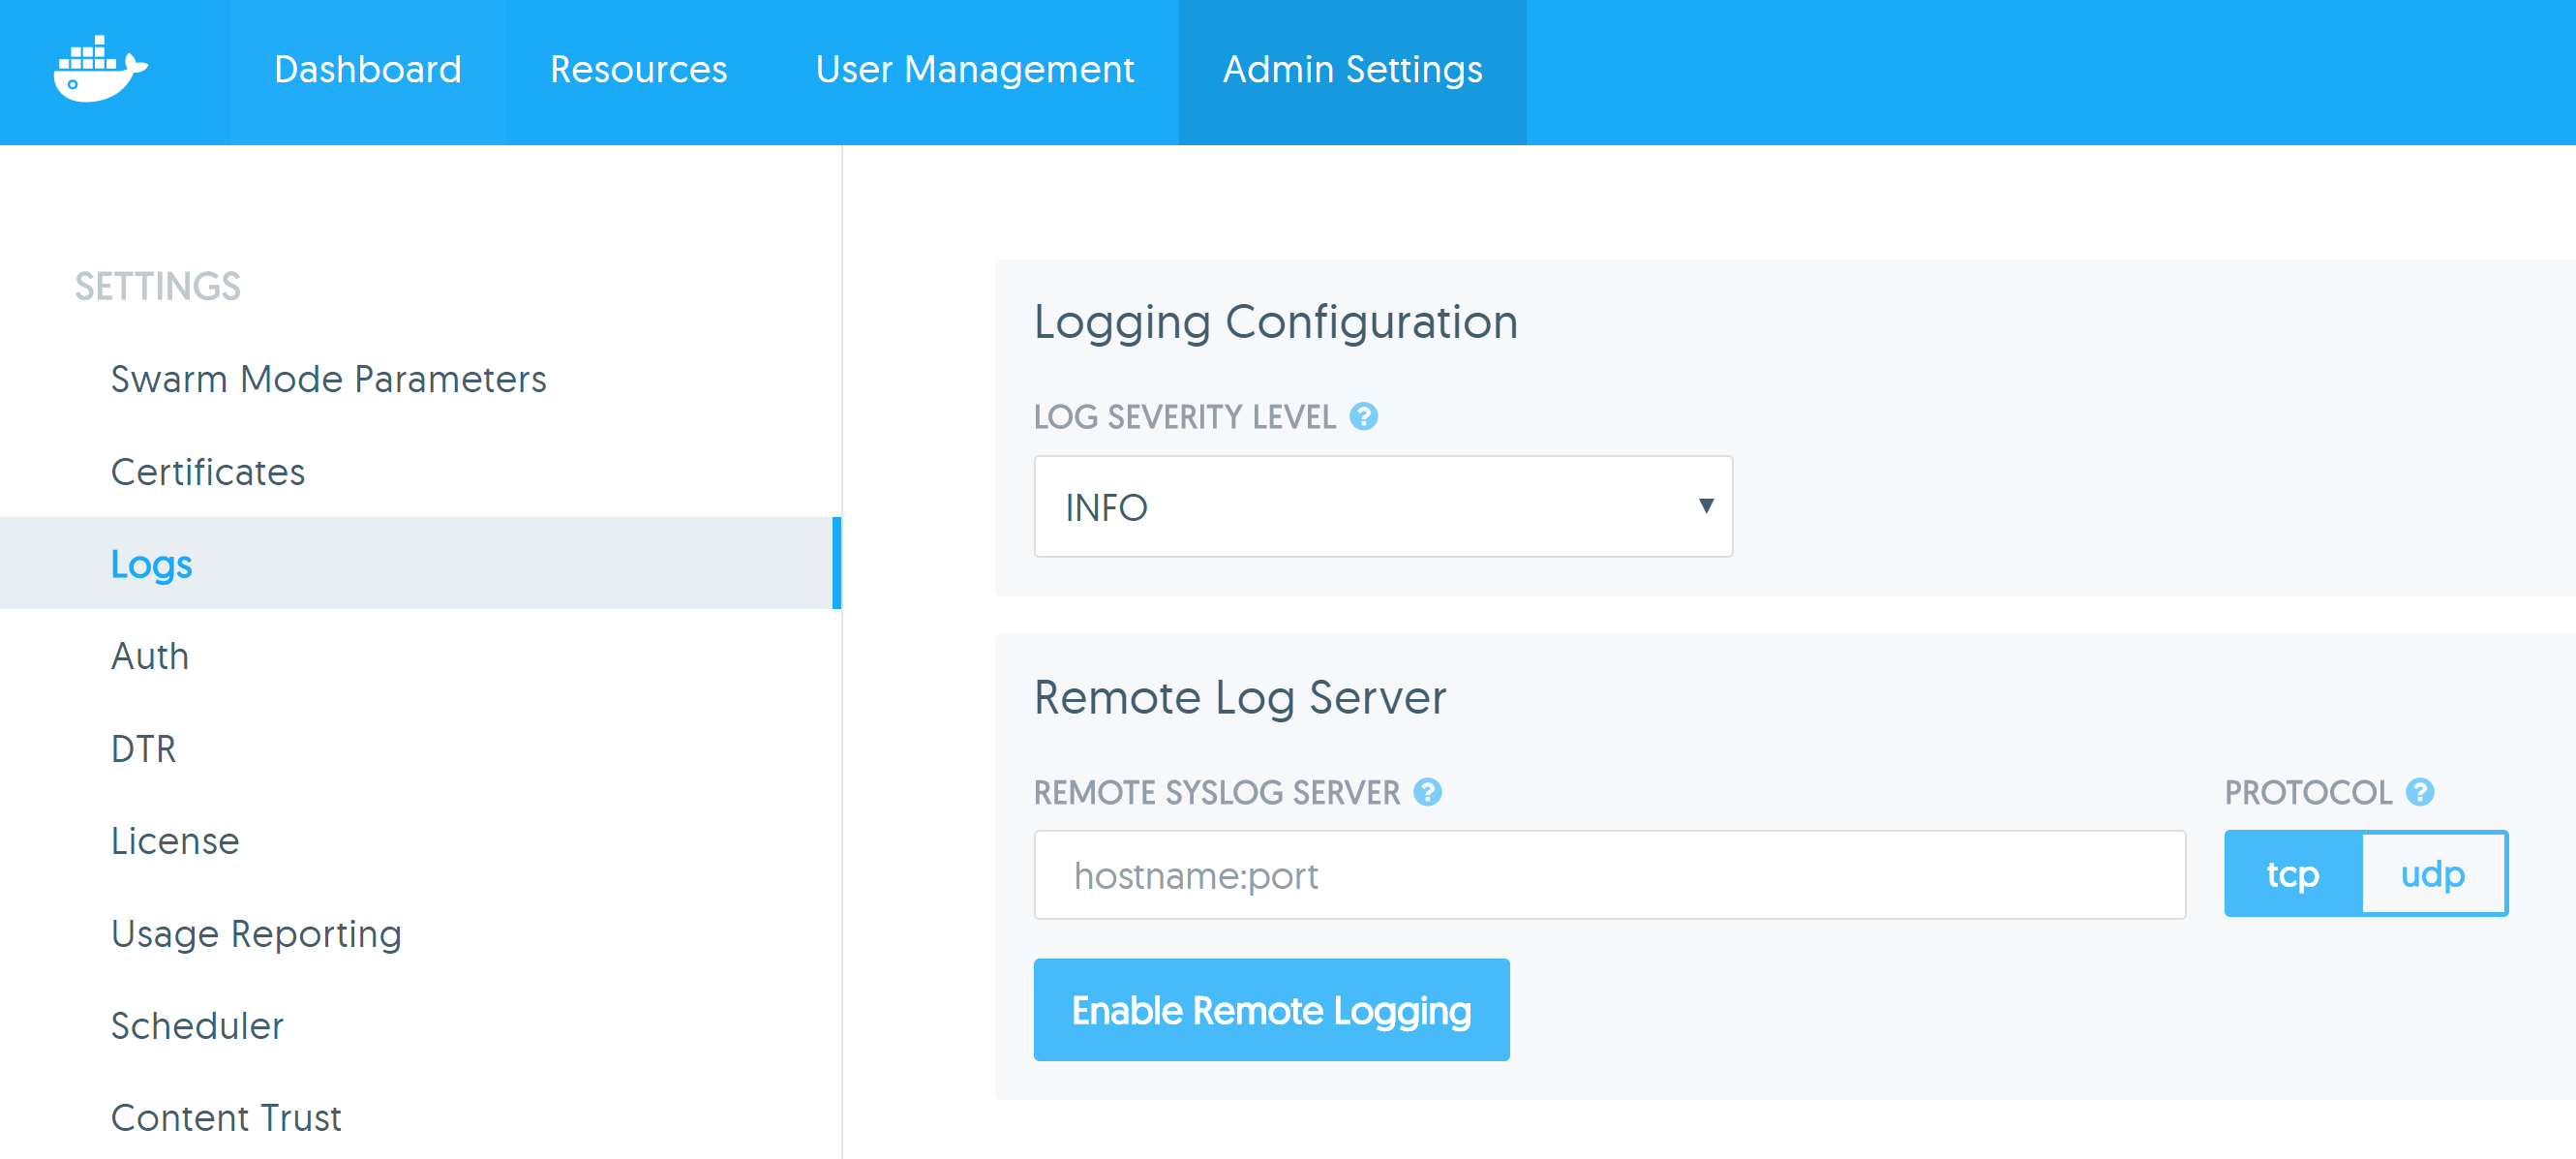 Dashboard Resources User Management Admin Settings
SETTINGS
Swarm Mode Parameters
Certificates
Logs
Auth
DTR
License
Usage Reporting
Scheduler
Content Trust
Logging Configuration
LOG SEVERITY LEVEL ?
INFO
Remote Log Server
REMOTE SYSLOG SERVER ? PROTOCOL ?
hostname:port tcp udp
Enable Remote Logging